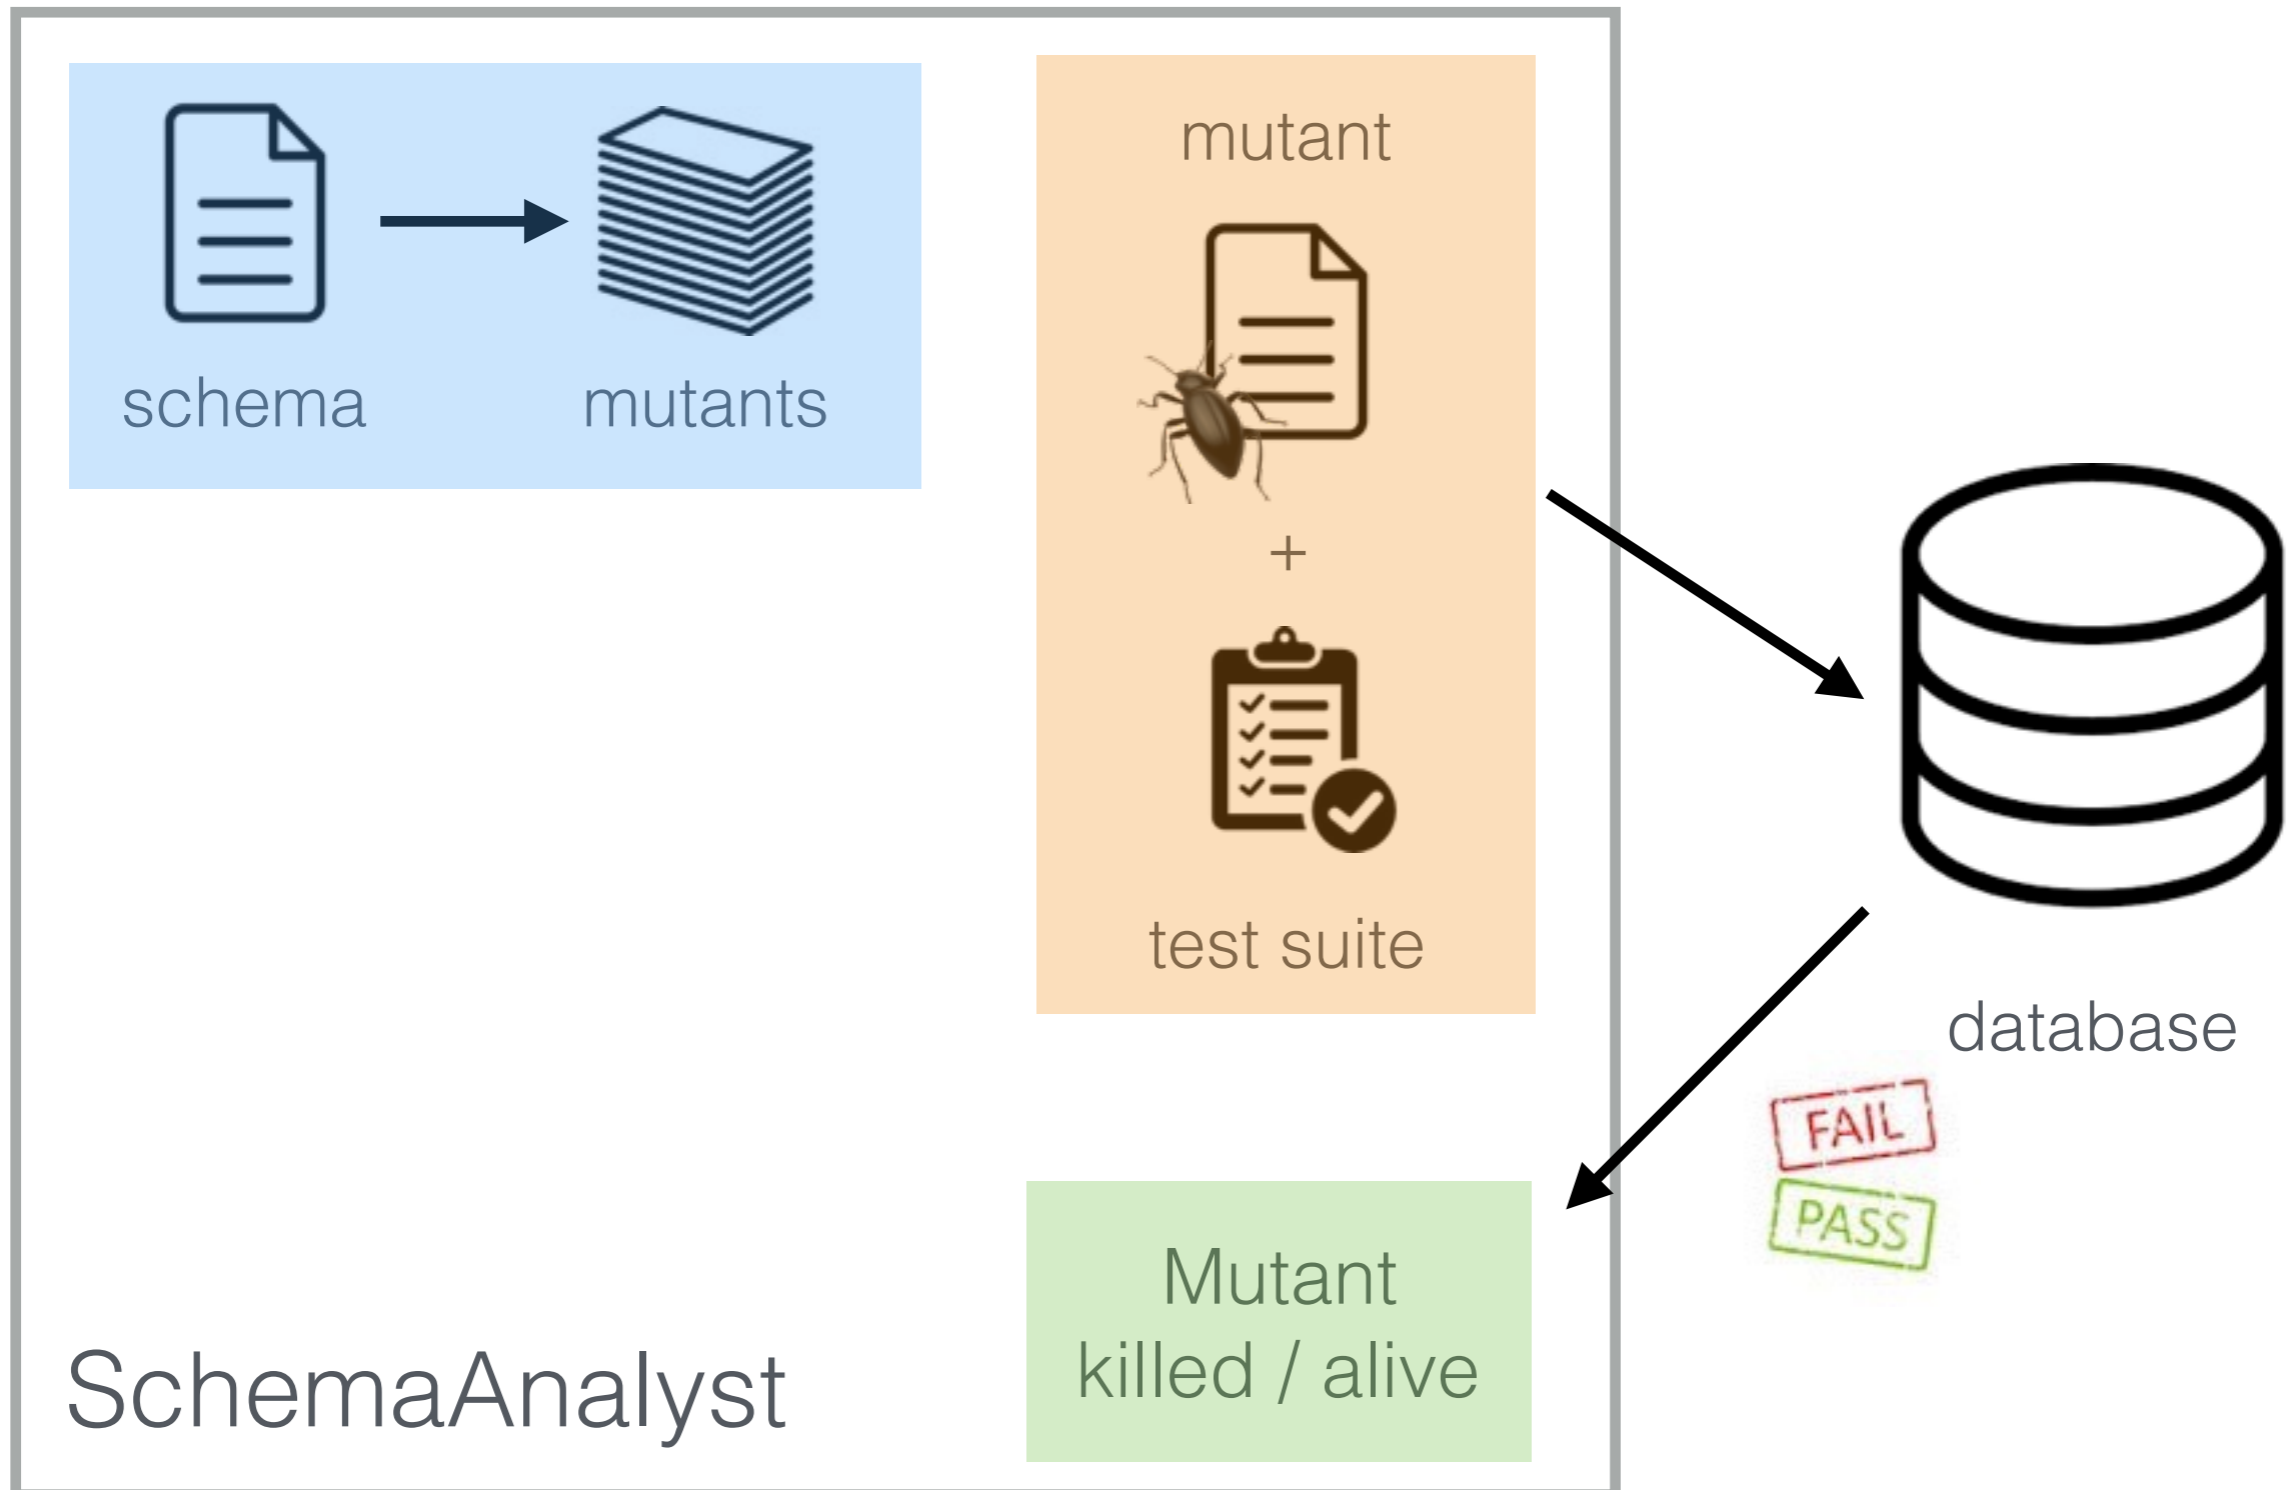 schema
mutants
mutant
+
test suite
database
FAIL
PASS
Mutant
killed / alive
SchemaAnalyst